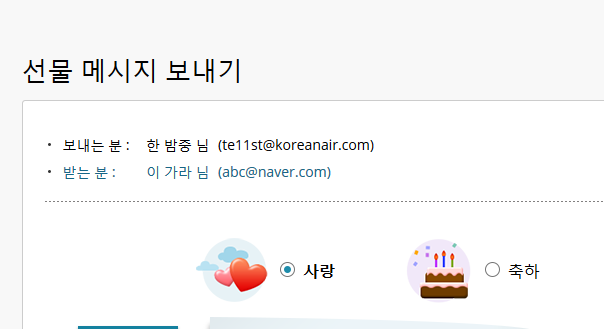 선물 메시지 보내기
• 보내는 분 : 한 밤중 님 (te11st@koreanair.com)
• 받는 분 : 이 가라 님 (abc@naver.com)
사랑 축하